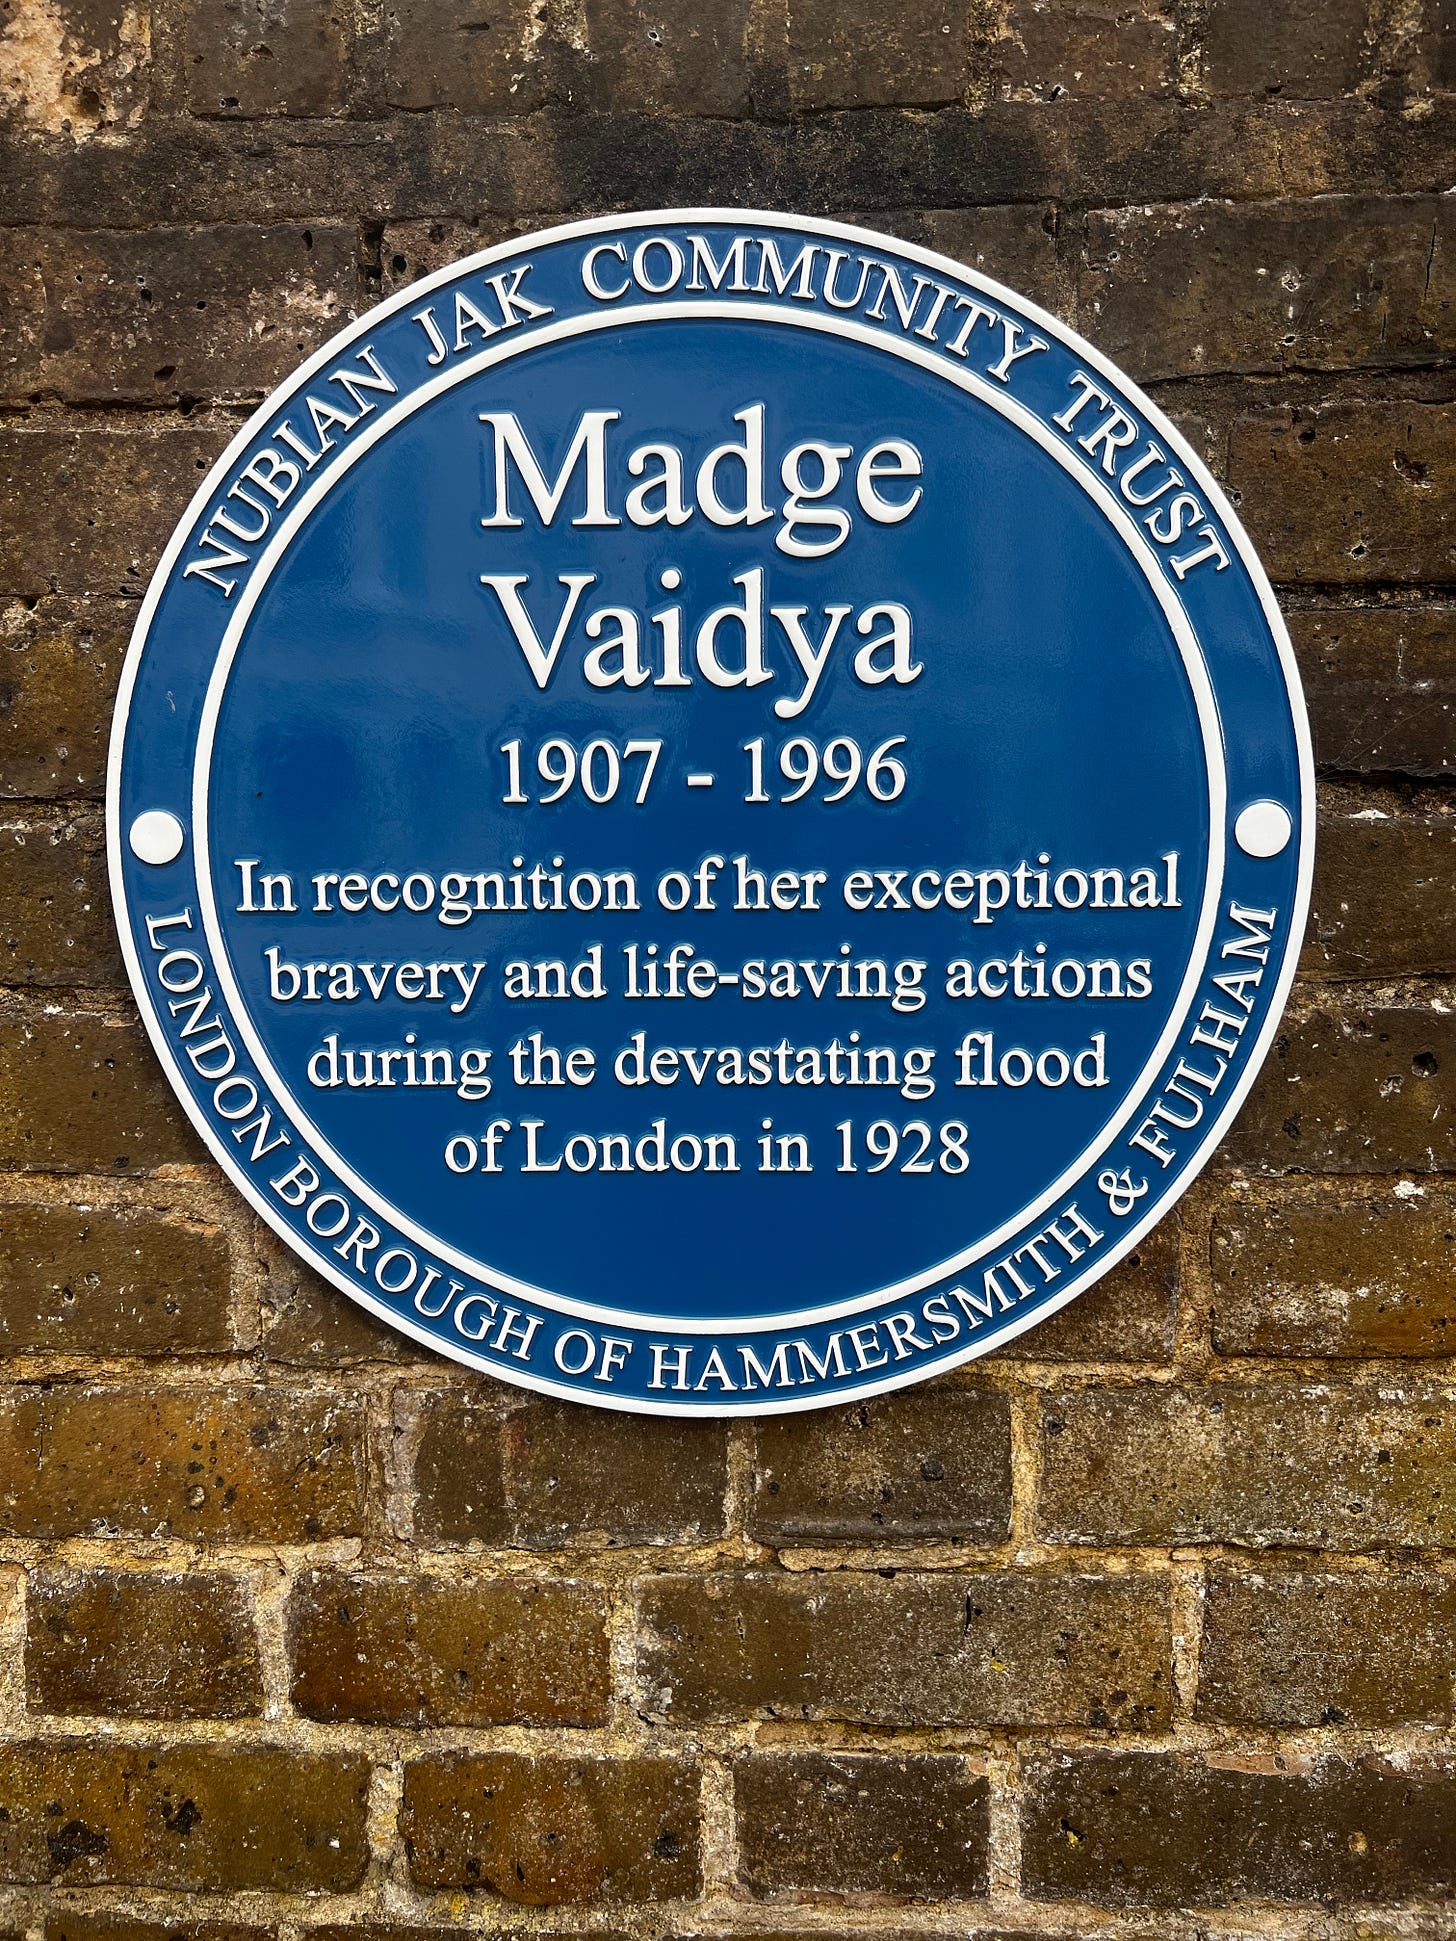 NUBIAN JAK COMMUNITY TRUST
Madge
Vaidya
1907 - 1996
In recognition of her exceptional
bravery and life-saving actions
during the devastating flood
of London in 1928
LONDON BOROUGH OF HAMMERSMITH & FULHAM